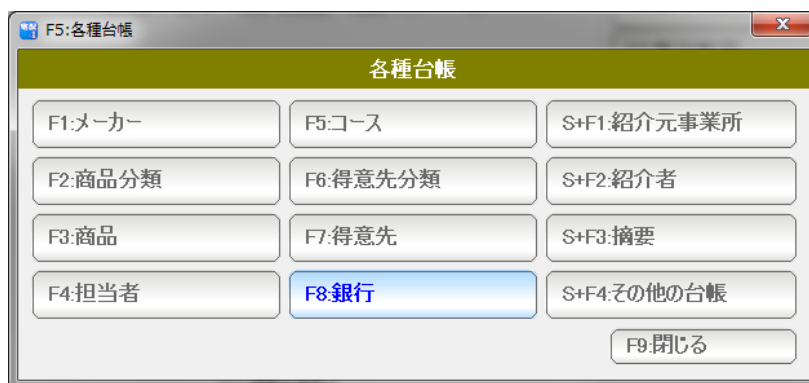 F5:各種台帳
各種台帳
F1:メーカー
F5:コース
S+F1:紹介元事業所
F2:商品分類
F6:得意先分類
S+F2:紹介者
F3:商品
F7:得意先
S+F3:摘要
F4:担当者
F8:銀行
S+F4:その他の台帳
F9:閉じる